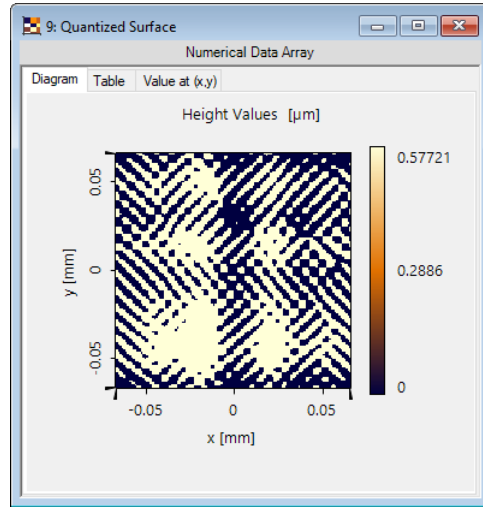 9: Quantized Surface
Numerical Data Array
Diagram Table Value at (x,y)
Height Values [µm]
0.57721
0.2886
0
y [mm]
0.05
0
-0.05
-0.05 0 0.05
x [mm]